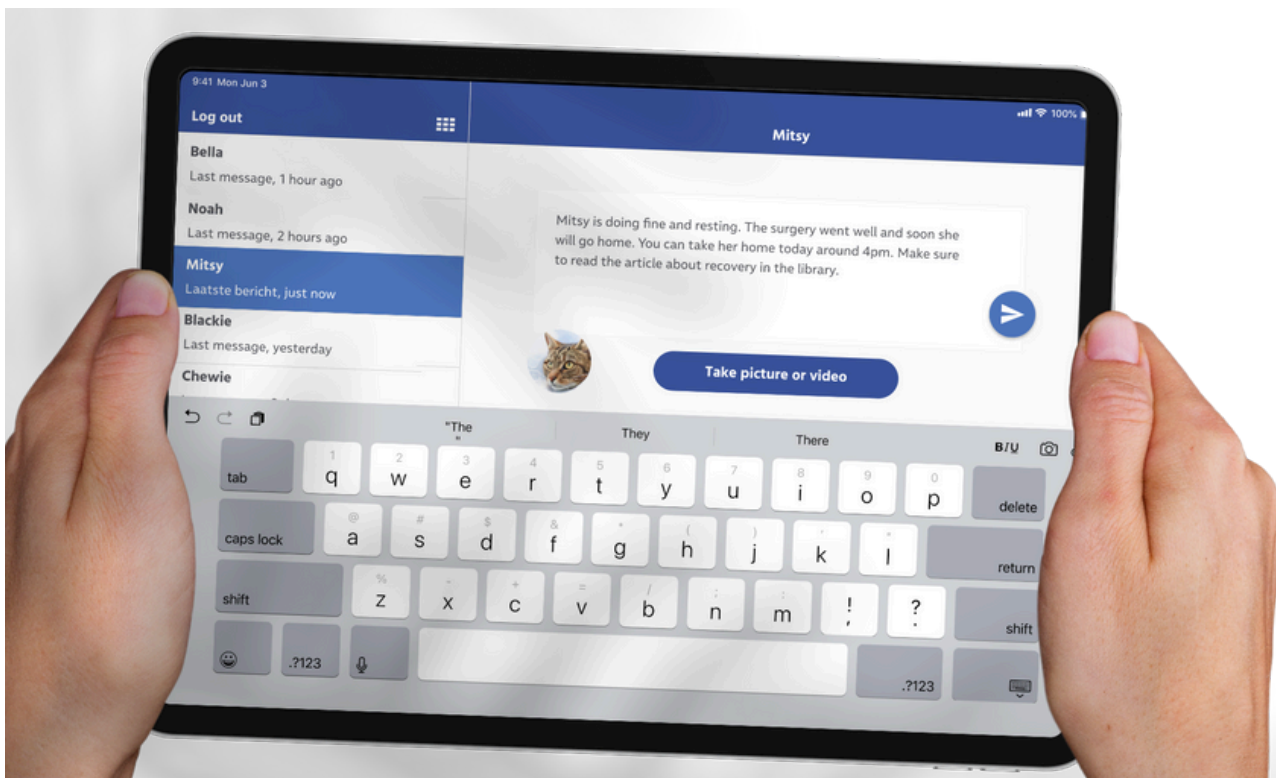 9:41 Mon Jun 3
100%
Log out
Mitsy
Bella
Last message, 1 hour ago
Noah
Last message, 2 hours ago
Mitsy
Laatste bericht, just now
Blackie
Last message, yesterday
Chewie
Mitsy is doing fine and resting. The surgery went well and soon she
will go home. You can take her home today around 4pm. Make sure
to read the article about recovery in the library.
Take picture or video
"The" They There
BIU
tab 1 q 2 w 3 e 4 r 5 t 6 y 7 u 8 i 9 o 0 p delete
caps lock @ a # s $ d & f * g ( h ) j ' k " l return
shift % z - x + c = v / b ; n : m ! , ? . shift
.?123 .?123